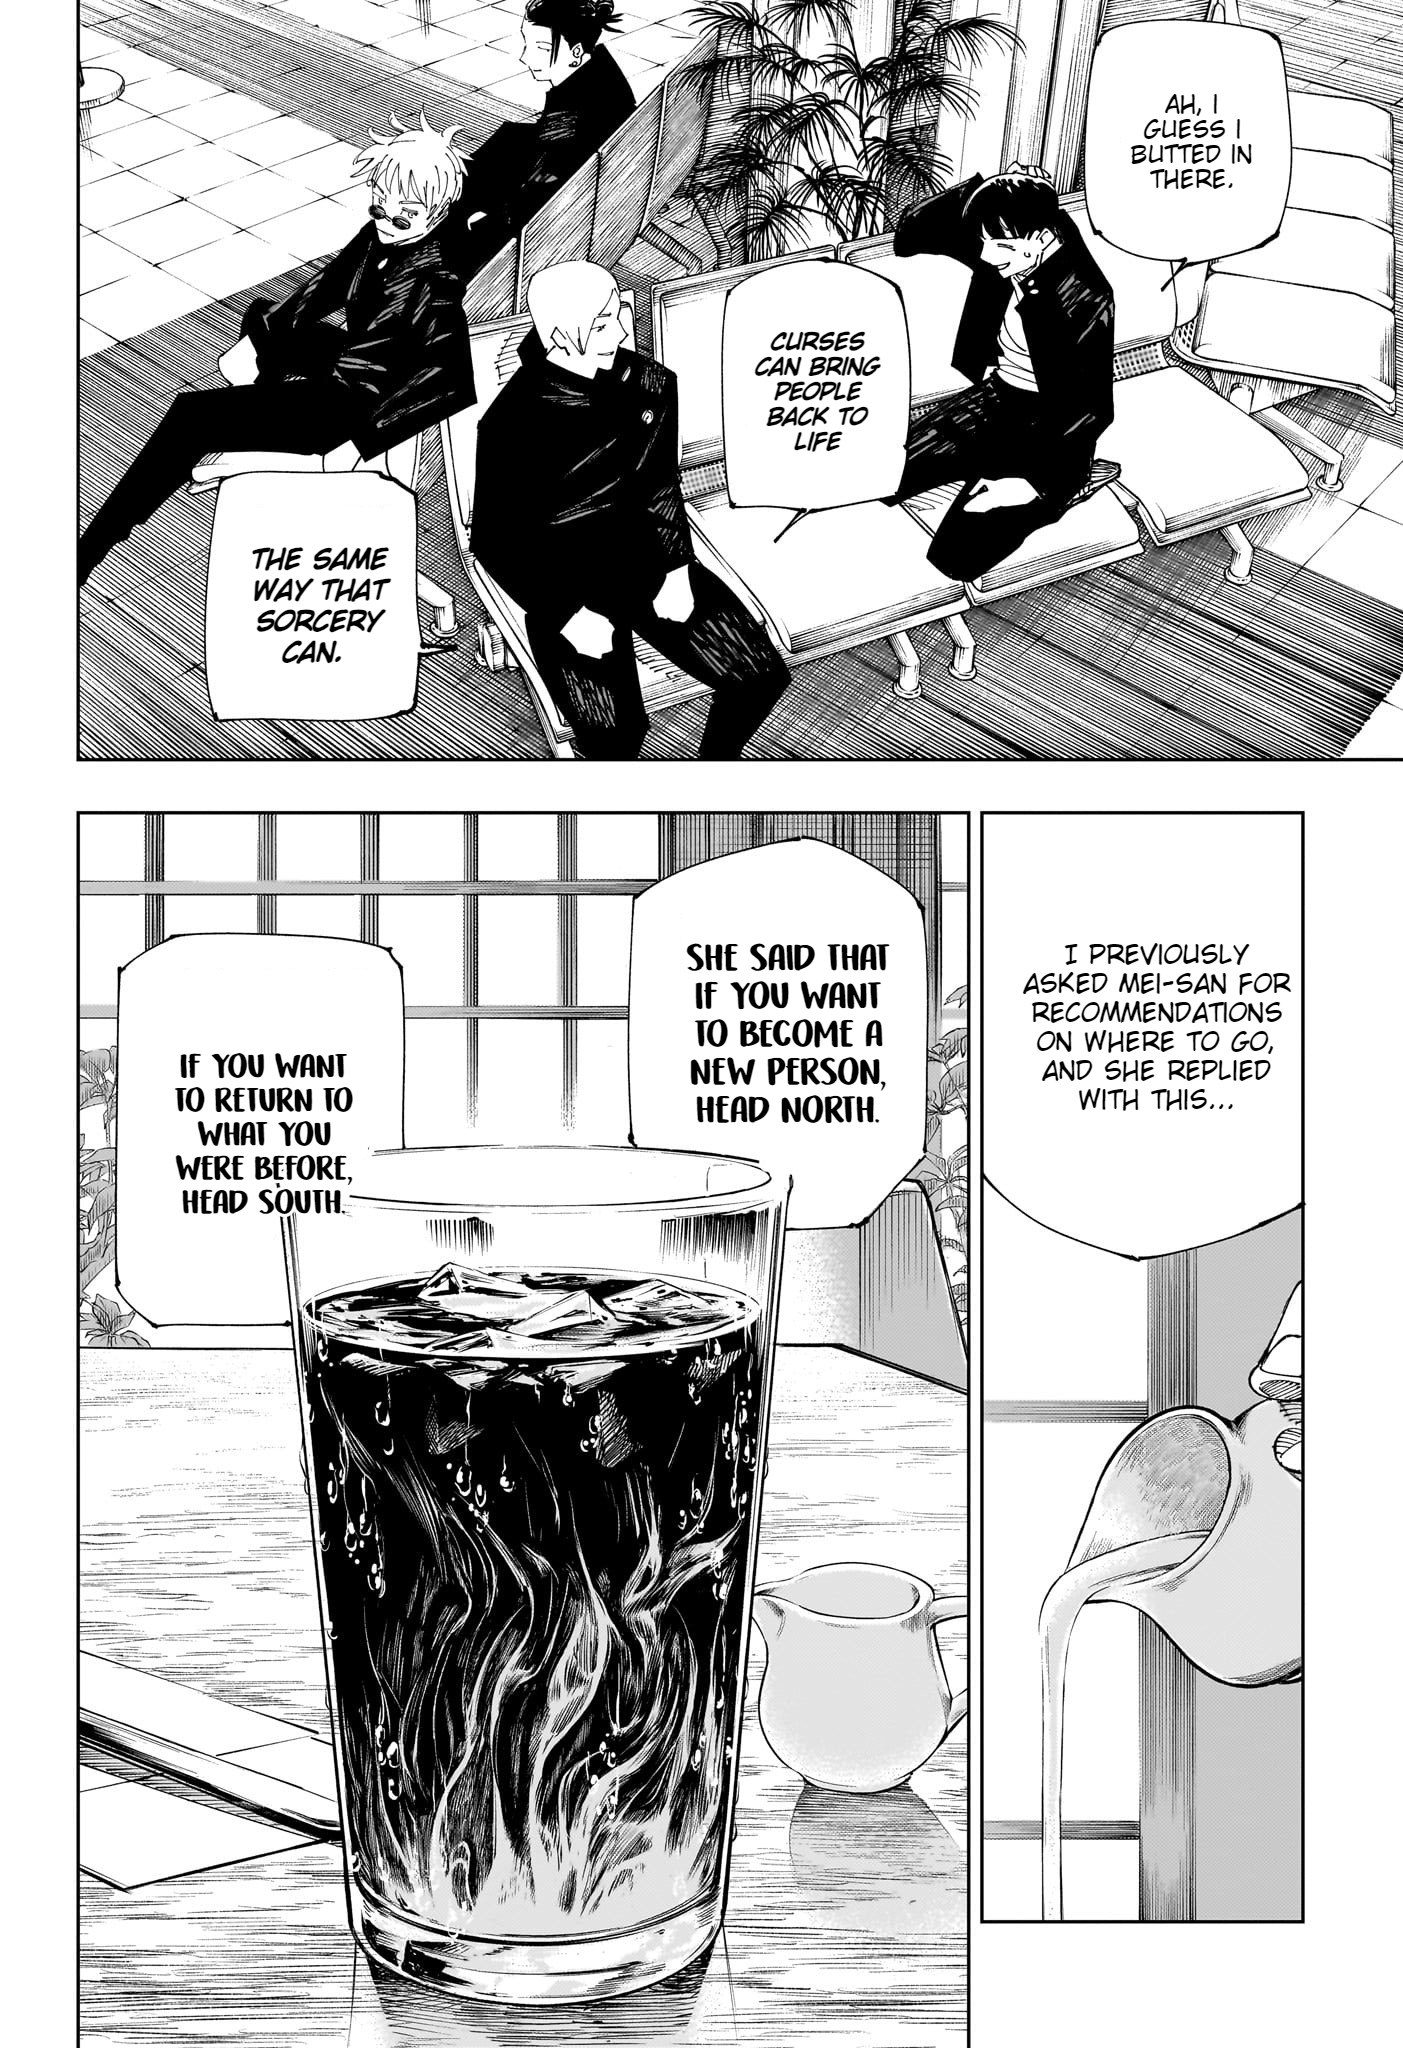 AH, I
GUESS I
BUTTED IN
THERE.
CURSES
CAN BRING
PEOPLE
BACK TO
LIFE
THE SAME
WAY THAT
SORCERY
CAN.
I PREVIOUSLY
ASKED MEI-SAN FOR
RECOMMENDATIONS
ON WHERE TO GO,
AND SHE REPLIED
WITH THIS...
SHE SAID THAT
IF YOU WANT
TO BECOME A
NEW PERSON,
HEAD NORTH.
IF YOU WANT
TO RETURN TO
WHAT YOU
WERE BEFORE,
HEAD SOUTH.